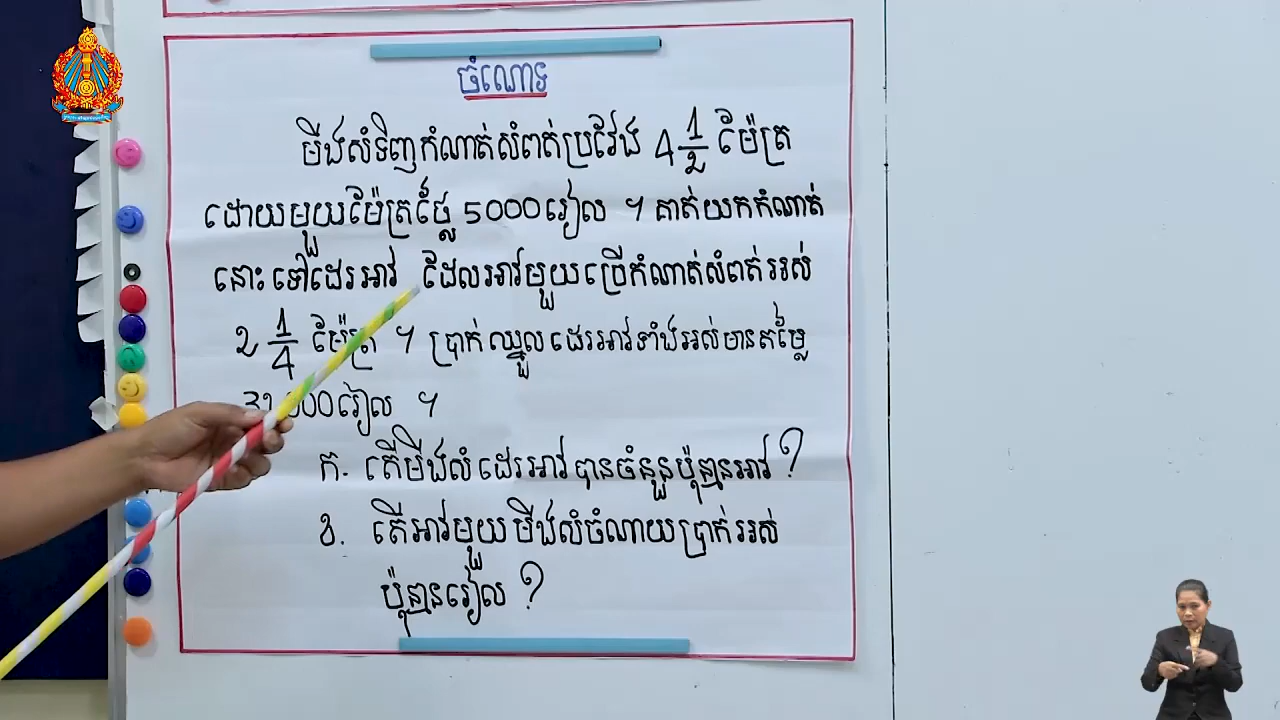 ចំណោទ
មីងសំទិញកំណាត់សំពត់ប្រវែង 4 1/2 ម៉ែត្រ
ដោយមួយម៉ែត្រថ្លៃ 5000រៀល ។ គាត់យកកំណាត់
នោះទៅដេរអាវ ដែលអាវមួយប្រើកំណាត់សំពត់អស់
2 1/4 ម៉ែត្រ ។ ប្រាក់ឈ្នួលដេរអាវទាំងអស់មានតម្លៃ
000រៀល ។
ក. តើមីងសំដេរអាវបានចំនួនប៉ុន្មានអាវ ?
ខ. តើអាវមួយមីងសំចំណាយប្រាក់អស់
ប៉ុន្មានរៀល ?